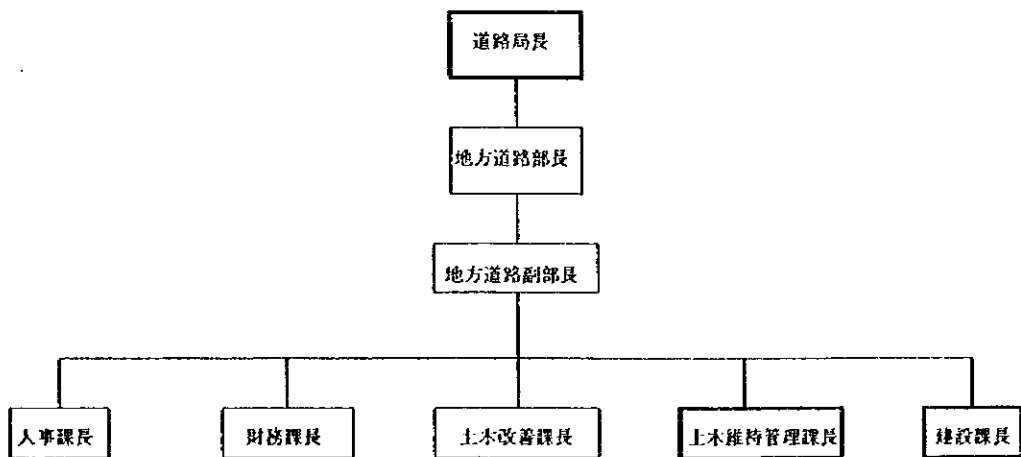 道路局長
地方道路部長
地方道路副部長
人事課長
財務課長
土木改善課長
土木維持管理課長
建設課長